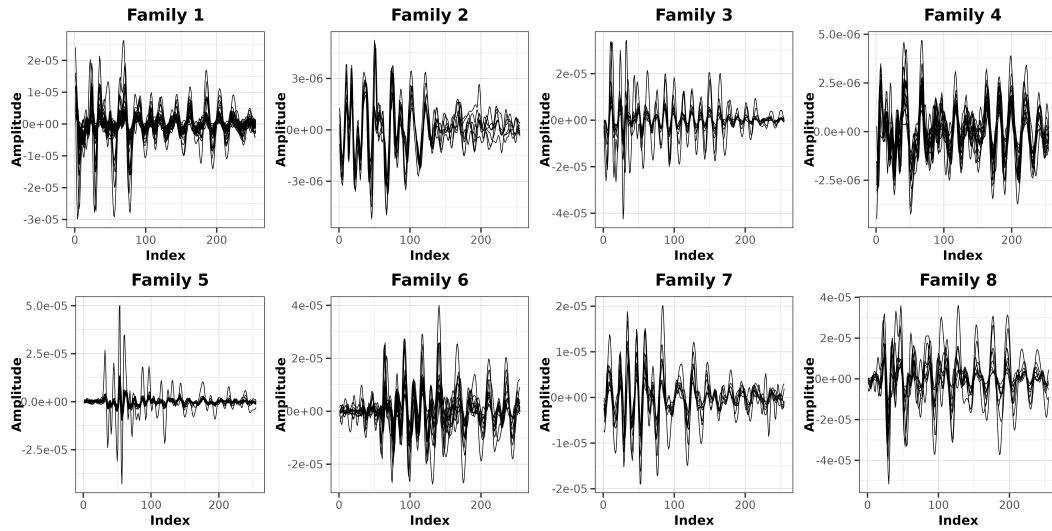 Family 1
Family 2
Family 3
Family 4
Amplitude
2e-05
1e-05
0e+00
-1e-05
-2e-05
-3e-05
0
100
200
Index
Amplitude
3e-06
0e+00
-3e-06
0
100
200
Index
Amplitude
2e-05
0e+00
-2e-05
-4e-05
0
100
200
Index
Amplitude
5.0e-06
2.5e-06
0.0e+00
-2.5e-06
0
100
200
Index
Family 5
Family 6
Family 7
Family 8
Amplitude
5.0e-05
2.5e-05
0.0e+00
-2.5e-05
0
100
200
Index
Amplitude
4e-05
2e-05
0e+00
-2e-05
0
100
200
Index
Amplitude
2e-05
1e-05
0e+00
-1e-05
-2e-05
0
100
200
Index
Amplitude
4e-05
2e-05
0e+00
-2e-05
-4e-05
0
100
200
Index